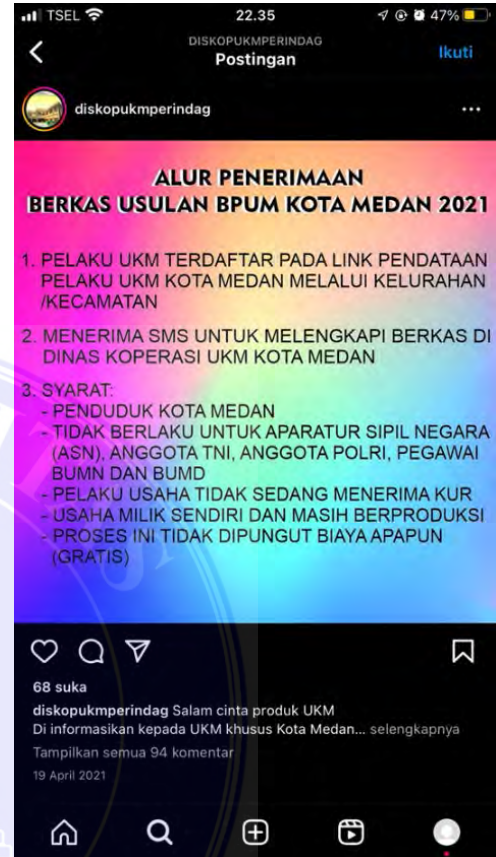 TSEL 22.35 47%
DISKOPUKMPERINDAG
Postingan
Ikuti
diskopukmperindag
ALUR PENERIMAAN
BERKAS USULAN BPUM KOTA MEDAN 2021
1. PELAKU UKM TERDAFTAR PADA LINK PENDATAAN
PELAKU UKM KOTA MEDAN MELALUI KELURAHAN
/KECAMATAN
2. MENERIMA SMS UNTUK MELENGKAPI BERKAS DI
DINAS KOPERASI UKM KOTA MEDAN
3. SYARAT:
- PENDUDUK KOTA MEDAN
- TIDAK BERLAKU UNTUK APARATUR SIPIL NEGARA
(ASN), ANGGOTA TNI, ANGGOTA POLRI, PEGAWAI
BUMN DAN BUMD
- PELAKU USAHA TIDAK SEDANG MENERIMA KUR
- USAHA MILIK SENDIRI DAN MASIH BERPRODUKSI
- PROSES INI TIDAK DIPUNGUT BIAYA APAPUN
(GRATIS)
68 suka
diskopukmperindag Salam cinta produk UKM
Di informasikan kepada UKM khusus Kota Medan... selengkapnya
Tampilkan semua 94 komentar
19 April 2021